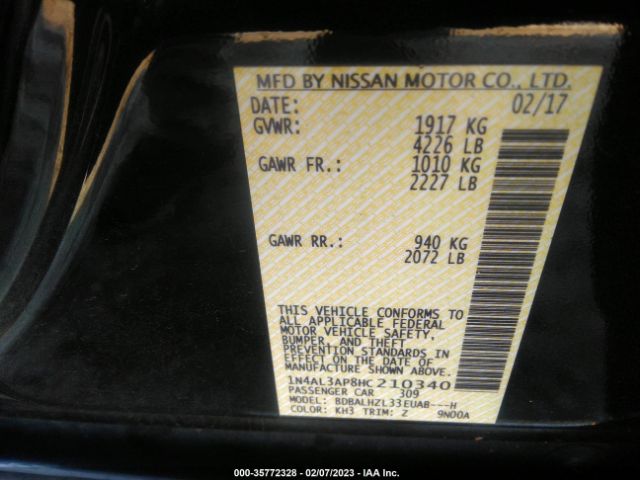 MFD BY NISSAN MOTOR CO., LTD.
DATE: 02/17
GVWR: 1917 KG
4226 LB
GAWR FR.: 1010 KG
2227 LB
GAWR RR.: 940 KG
2072 LB
THIS VEHICLE CONFORMS TO
ALL APPLICABLE FEDERAL
MOTOR VEHICLE SAFETY,
BUMPER, AND THEFT
PREVENTION STANDARDS IN
EFFECT ON THE DATE OF
MANUFACTURE SHOWN ABOVE.
1N4AL3AP8HC210340
PASSENGER CAR 309
MODEL: BDBALHZL33EUAB---H
COLOR: KH3 TRIM: Z 9N00A
000-35772328 - 02/07/2023 - IAA Inc.